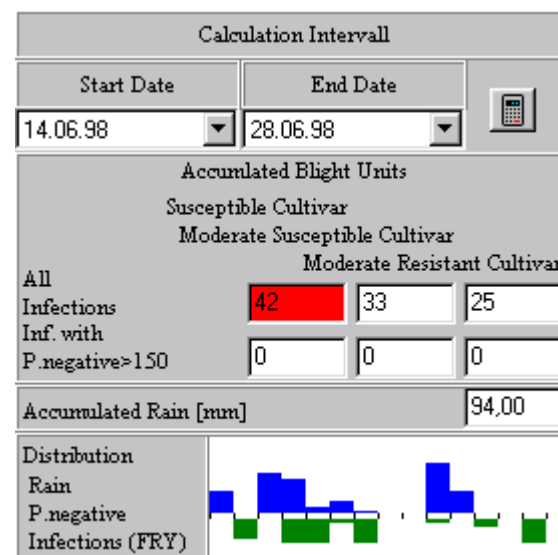 Calculation Intervall
Start Date End Date
14.06.98 28.06.98
Accumlated Blight Units
Susceptible Cultivar
Moderate Susceptible Cultivar
Moderate Resistant Cultivar
All
Infections 42 33 25
Inf. with
P.negative>150 0 0 0
Accumulated Rain [mm] 94,00
Distribution
Rain
P.negative
Infections (FRY)